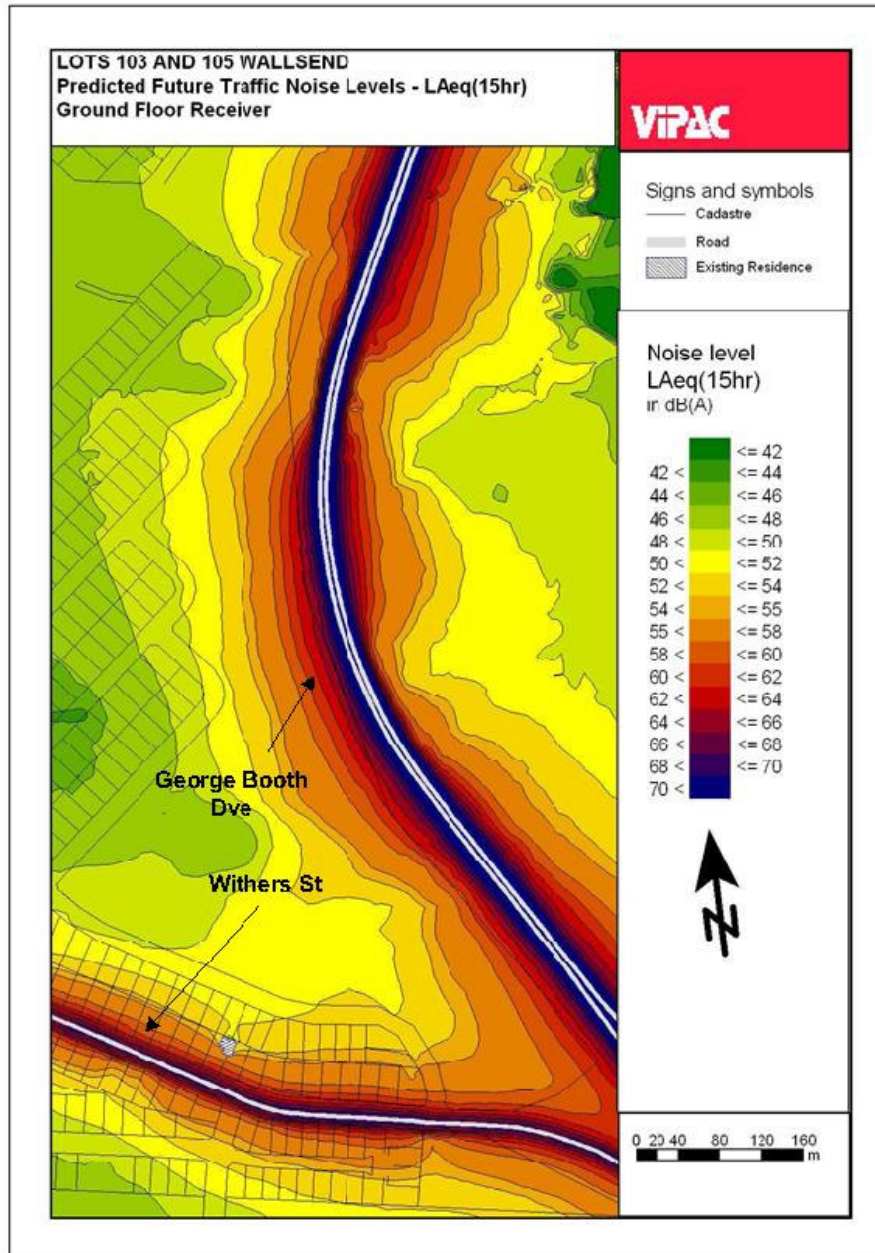 LOTS 103 AND 105 WALLSEND
Predicted Future Traffic Noise Levels - LAeq(15hr)
Ground Floor Receiver
VIPAC
Signs and symbols
Cadastre
Road
Existing Residence
Noise level
LAeq(15hr)
in dB(A)
<= 42
42 < <= 44
44 < <= 46
46 < <= 48
48 < <= 50
50 < <= 52
52 < <= 54
54 < <= 55
55 < <= 58
58 < <= 60
60 < <= 62
62 < <= 64
64 < <= 66
66 < <= 68
68 < <= 70
70 <
George Booth
Dve
Withers St
N
0 20 40 80 120 160
m